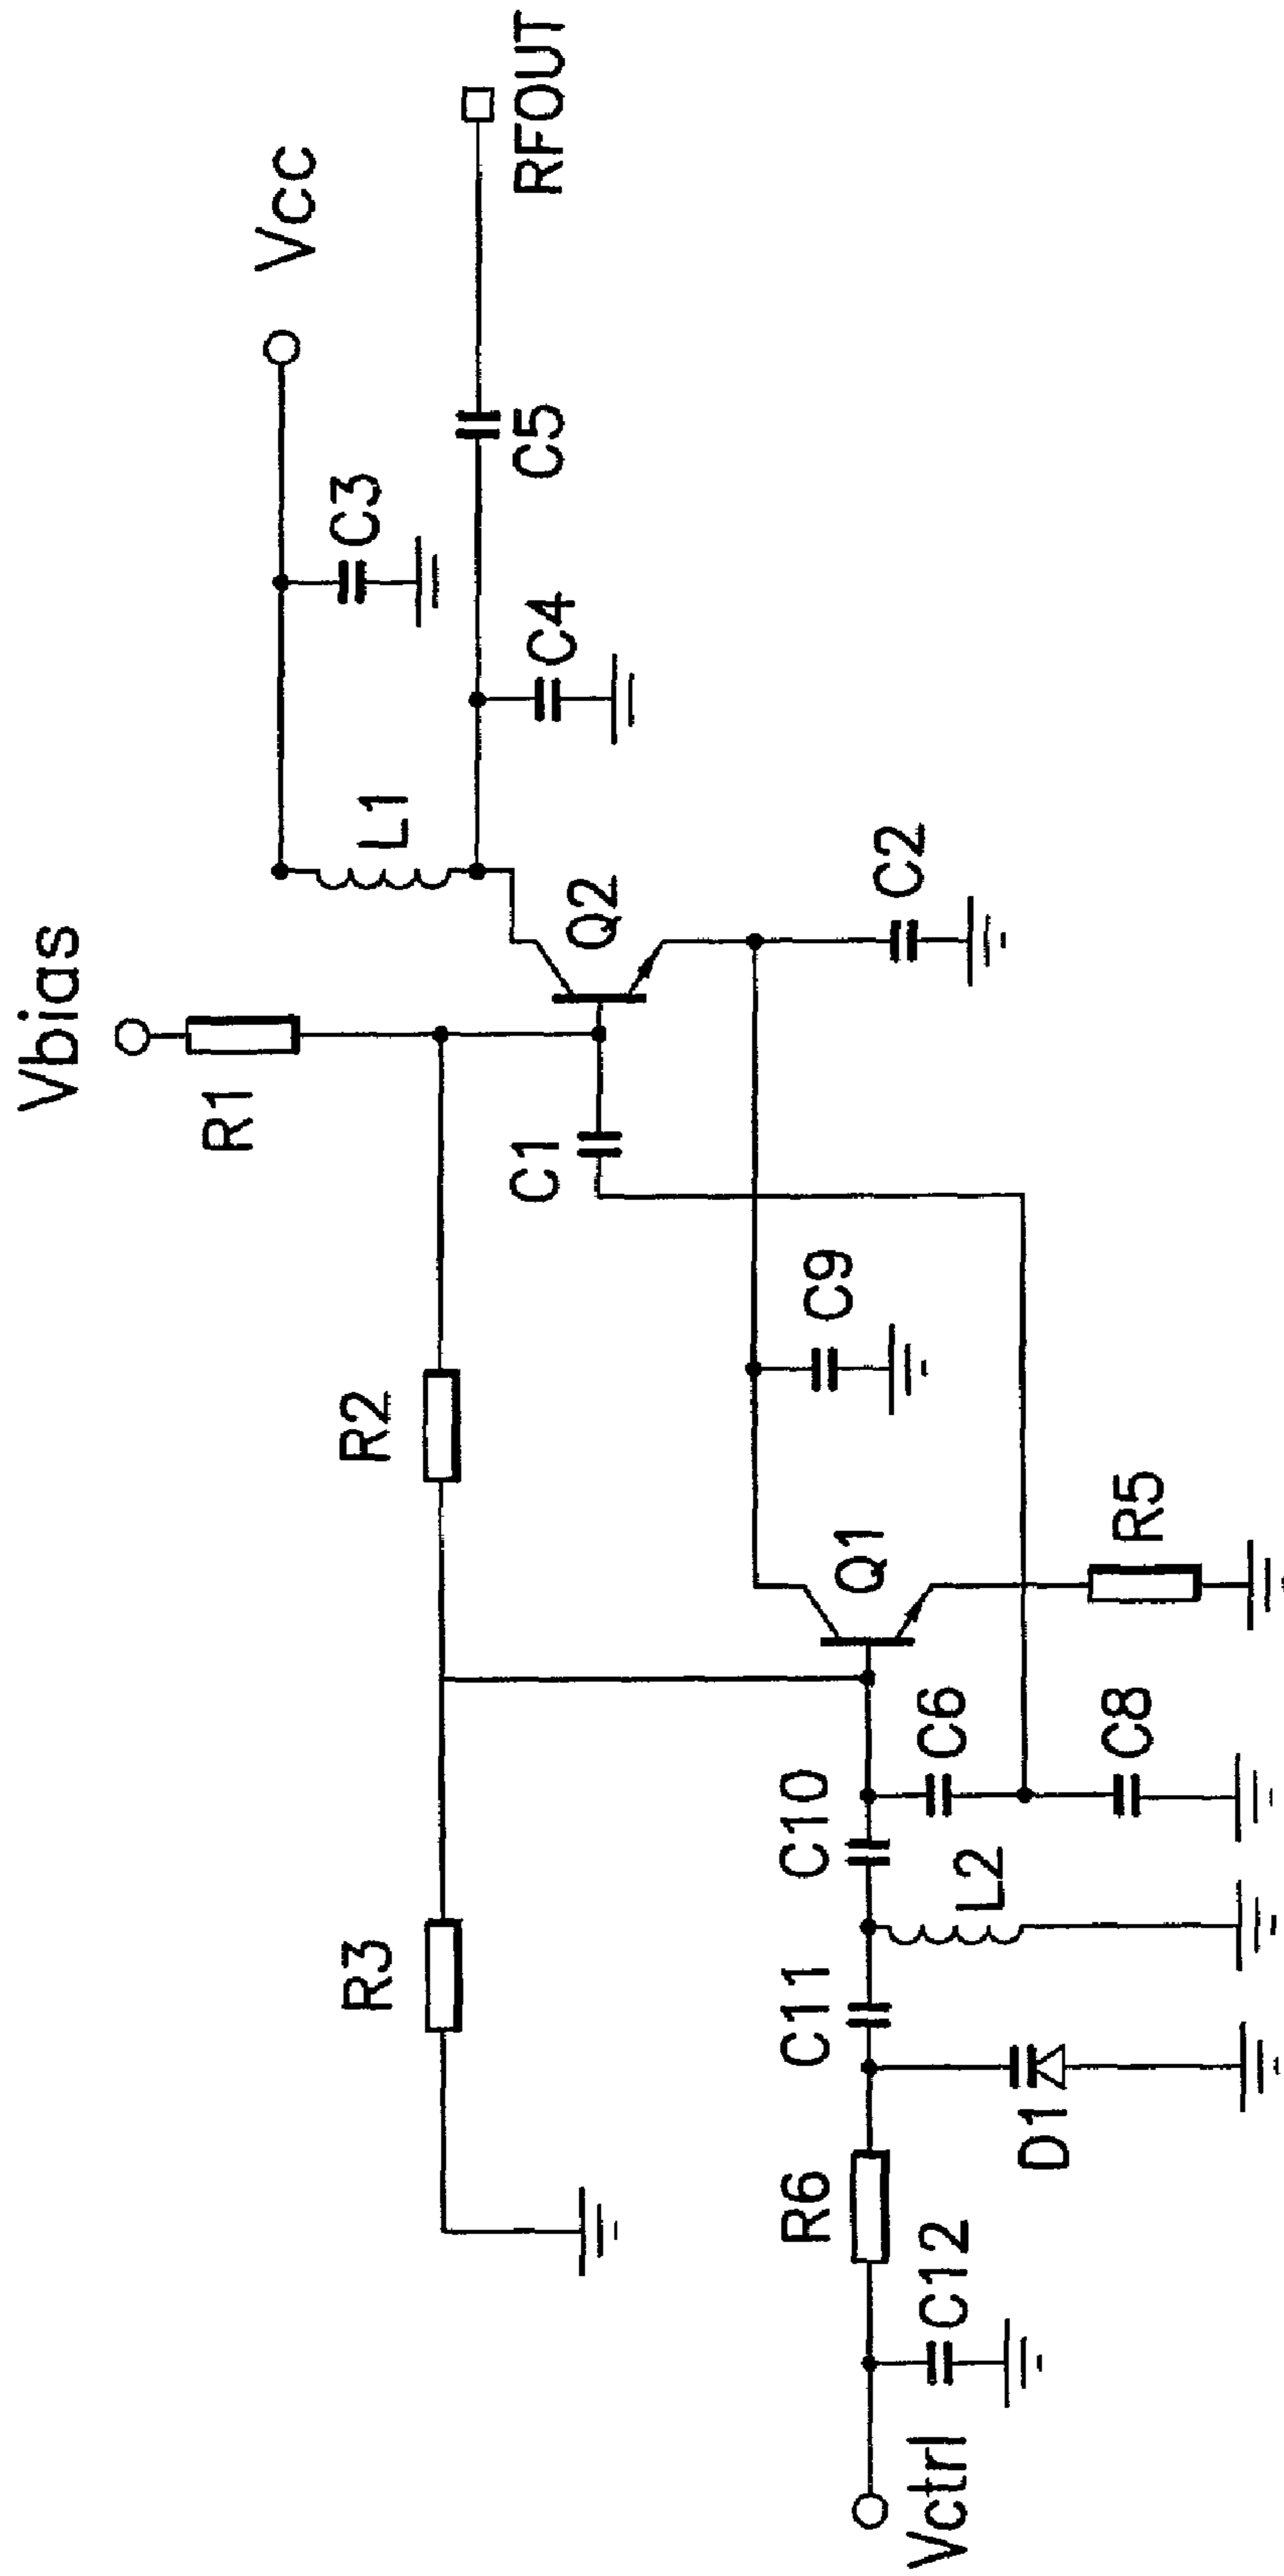 Vbias
R1
Vcc
R3
R2
L1
C3
C1
Q2
C4
C5
RFOUT
R6
C11
C10
Q1
C9
C2
Vctrl
C12
D1
L2
C6
C8
R5